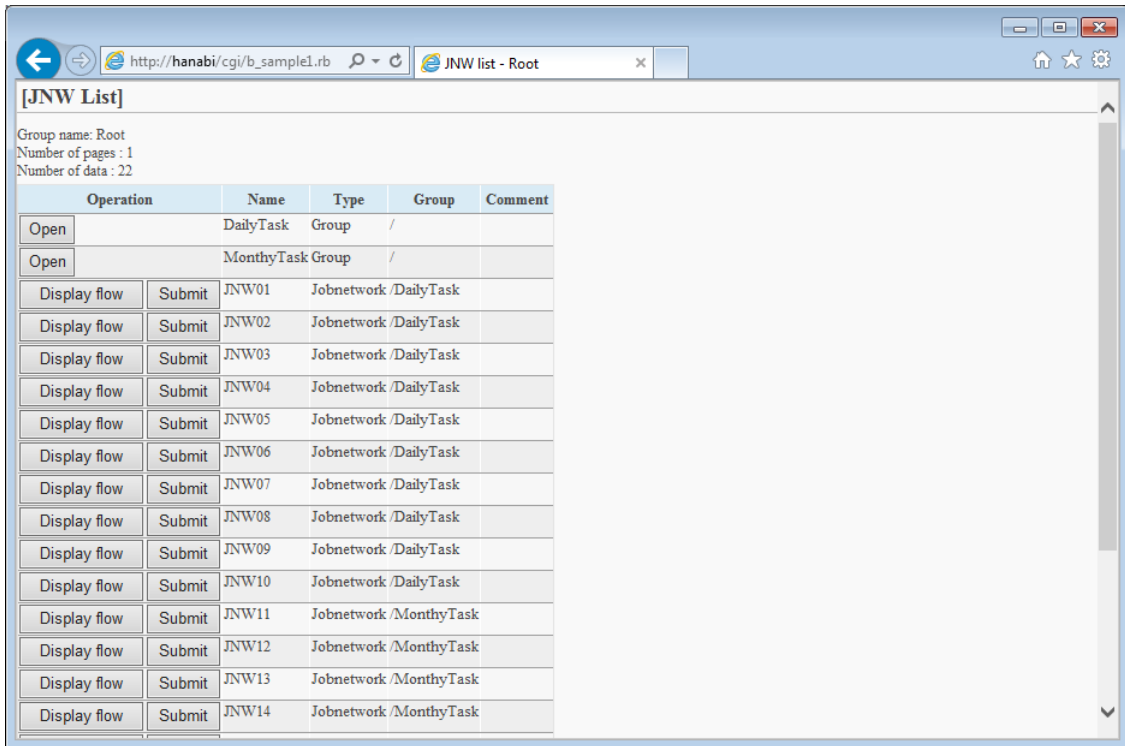 http://hanabi/cgi/b_sample1.rb JNW list - Root
[JNW List]
Group name: Root
Number of pages : 1
Number of data : 22
Operation Name Type Group Comment
Open DailyTask Group /
Open MonthyTask Group /
Display flow Submit JNW01 Jobnetwork /DailyTask
Display flow Submit JNW02 Jobnetwork /DailyTask
Display flow Submit JNW03 Jobnetwork /DailyTask
Display flow Submit JNW04 Jobnetwork /DailyTask
Display flow Submit JNW05 Jobnetwork /DailyTask
Display flow Submit JNW06 Jobnetwork /DailyTask
Display flow Submit JNW07 Jobnetwork /DailyTask
Display flow Submit JNW08 Jobnetwork /DailyTask
Display flow Submit JNW09 Jobnetwork /DailyTask
Display flow Submit JNW10 Jobnetwork /DailyTask
Display flow Submit JNW11 Jobnetwork /MonthyTask
Display flow Submit JNW12 Jobnetwork /MonthyTask
Display flow Submit JNW13 Jobnetwork /MonthyTask
Display flow Submit JNW14 Jobnetwork /MonthyTask